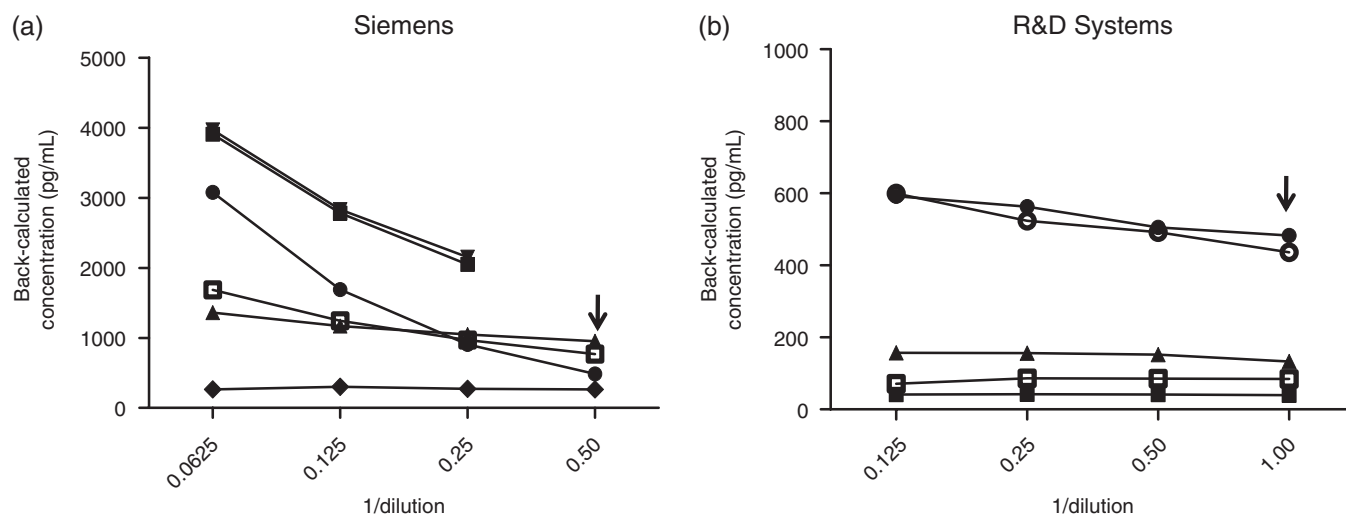 (a)
Siemens
Back-calculated
concentration (pg/mL)
5000
4000
3000
2000
1000
0
0.0625
0.125
0.25
0.50
1/dilution
(b)
R&D Systems
Back-calculated
concentration (pg/mL)
1000
800
600
400
200
0
0.125
0.25
0.50
1.00
1/dilution